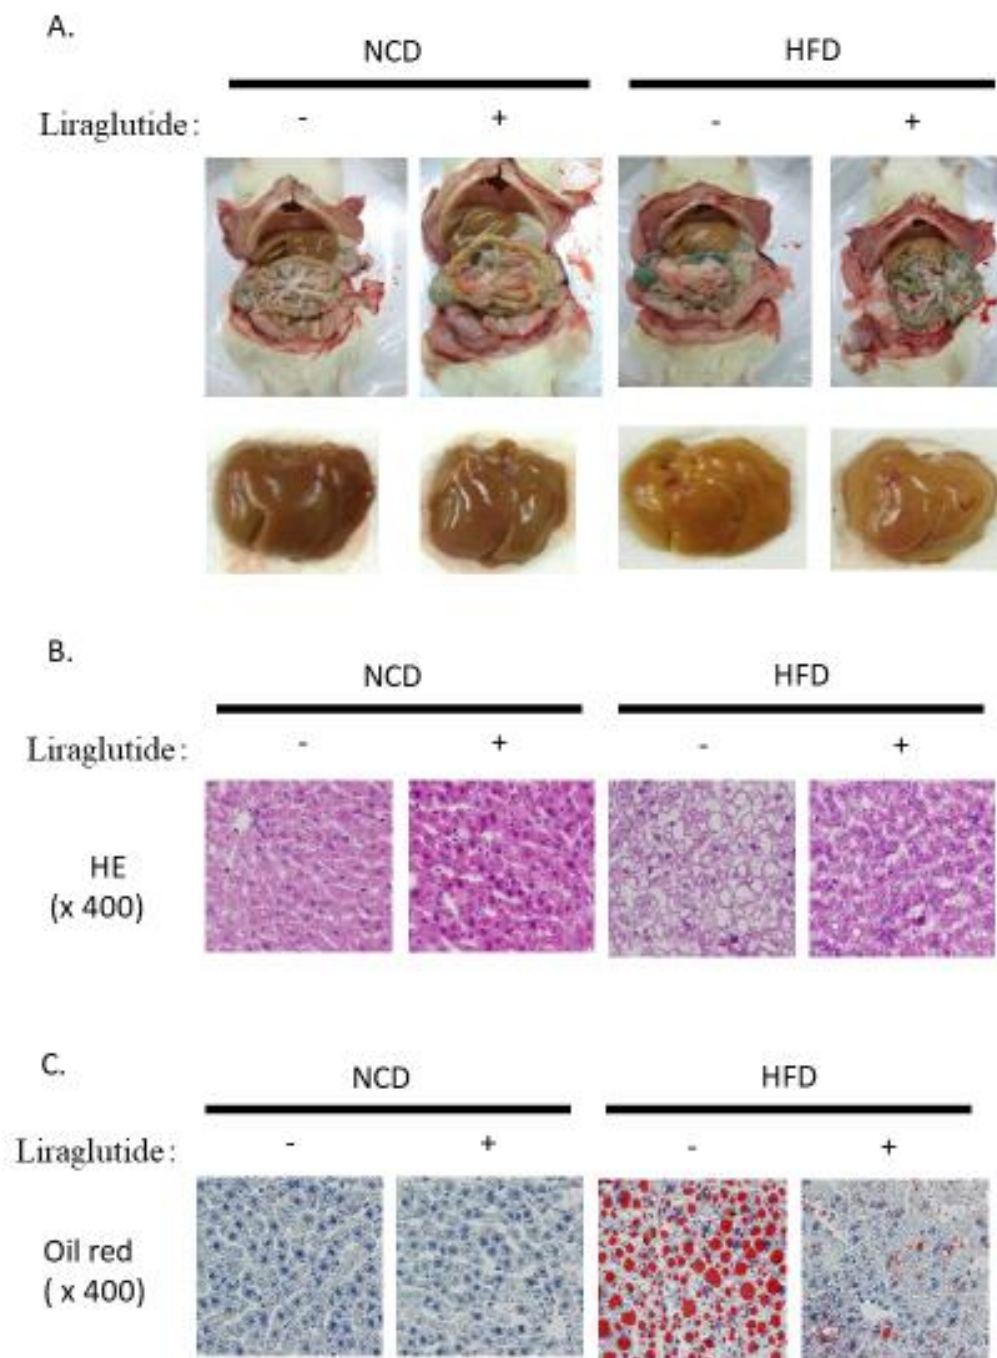 A.
NCD HFD
Liraglutide: - + - +
B.
NCD HFD
Liraglutide: - + - +
HE
(x 400)
C.
NCD HFD
Liraglutide: - + - +
Oil red
( x 400)